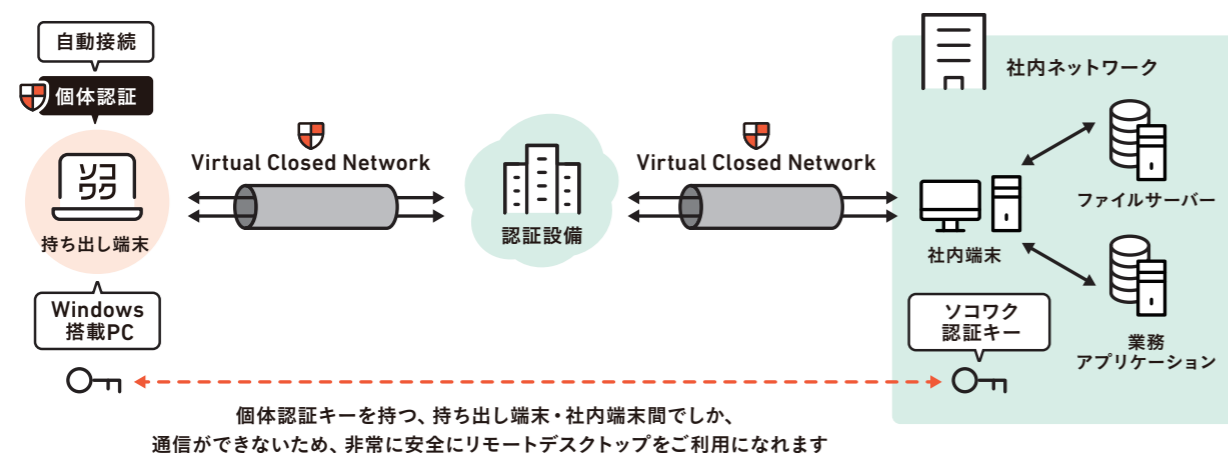 自動接続
個体認証
ソコ
ワク
持ち出し端末
Windows
搭載PC
Virtual Closed Network
認証設備
Virtual Closed Network
社内ネットワーク
ファイルサーバー
社内端末
業務
アプリケーション
ソコワク
認証キー
個体認証キーを持つ、持ち出し端末・社内端末間でしか、
通信ができないため、非常に安全にリモートデスクトップをご利用になれます